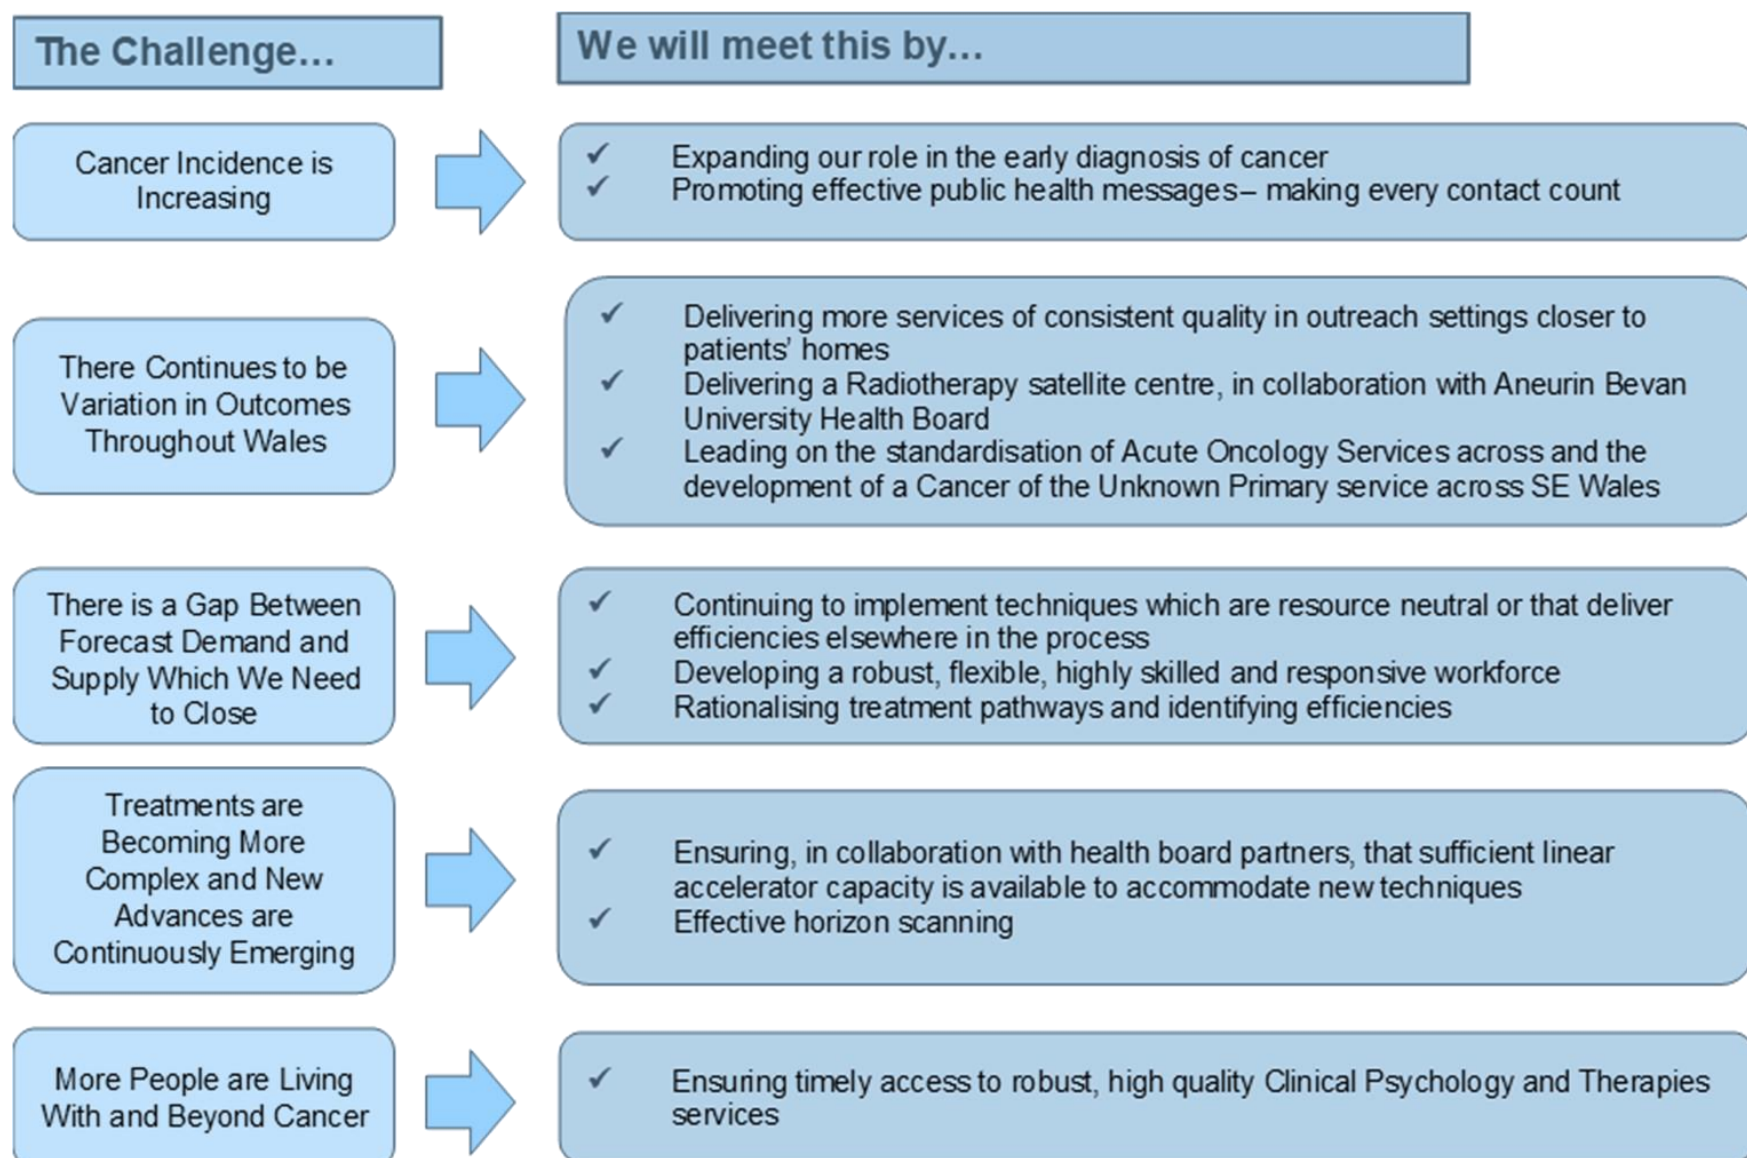 The Challenge...
We will meet this by...
Cancer Incidence is
Increasing
✓ Expanding our role in the early diagnosis of cancer
✓ Promoting effective public health messages– making every contact count
There Continues to be
Variation in Outcomes
Throughout Wales
✓ Delivering more services of consistent quality in outreach settings closer to
patients’ homes
✓ Delivering a Radiotherapy satellite centre, in collaboration with Aneurin Bevan
University Health Board
✓ Leading on the standardisation of Acute Oncology Services across and the
development of a Cancer of the Unknown Primary service across SE Wales
There is a Gap Between
Forecast Demand and
Supply Which We Need
to Close
✓ Continuing to implement techniques which are resource neutral or that deliver
efficiencies elsewhere in the process
✓ Developing a robust, flexible, highly skilled and responsive workforce
✓ Rationalising treatment pathways and identifying efficiencies
Treatments are
Becoming More
Complex and New
Advances are
Continuously Emerging
✓ Ensuring, in collaboration with health board partners, that sufficient linear
accelerator capacity is available to accommodate new techniques
✓ Effective horizon scanning
More People are Living
With and Beyond Cancer
✓ Ensuring timely access to robust, high quality Clinical Psychology and Therapies
services